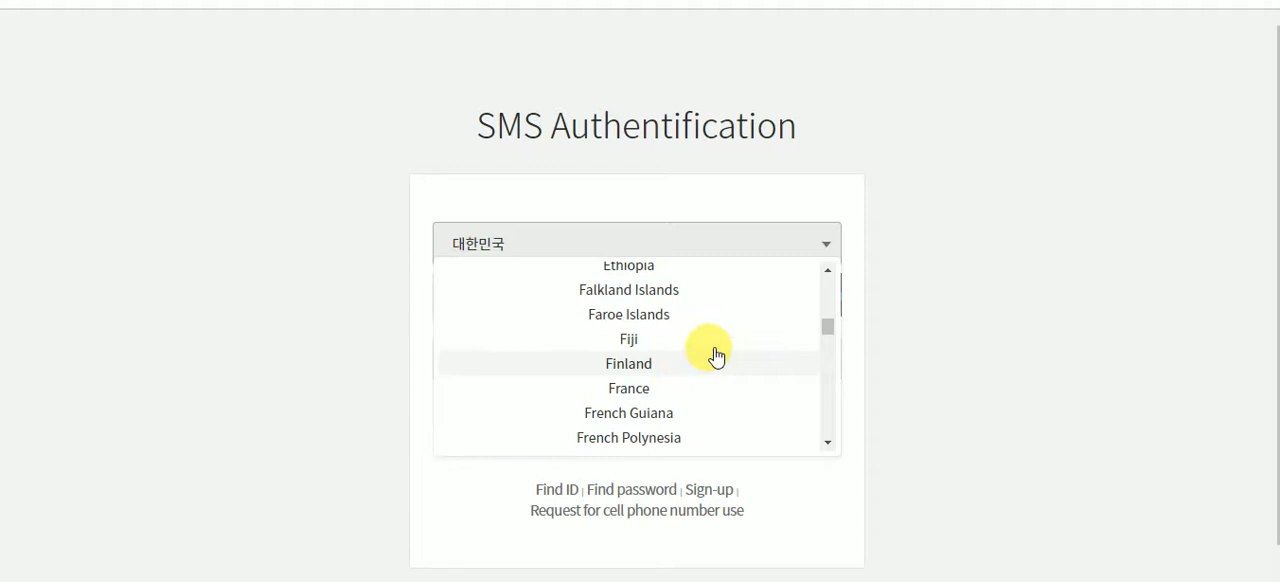 SMS Authentification
대한민국
Ethiopia
Falkland Islands
Faroe Islands
Fiji
Finland
France
French Guiana
French Polynesia
Find ID | Find password | Sign-up |
Request for cell phone number use